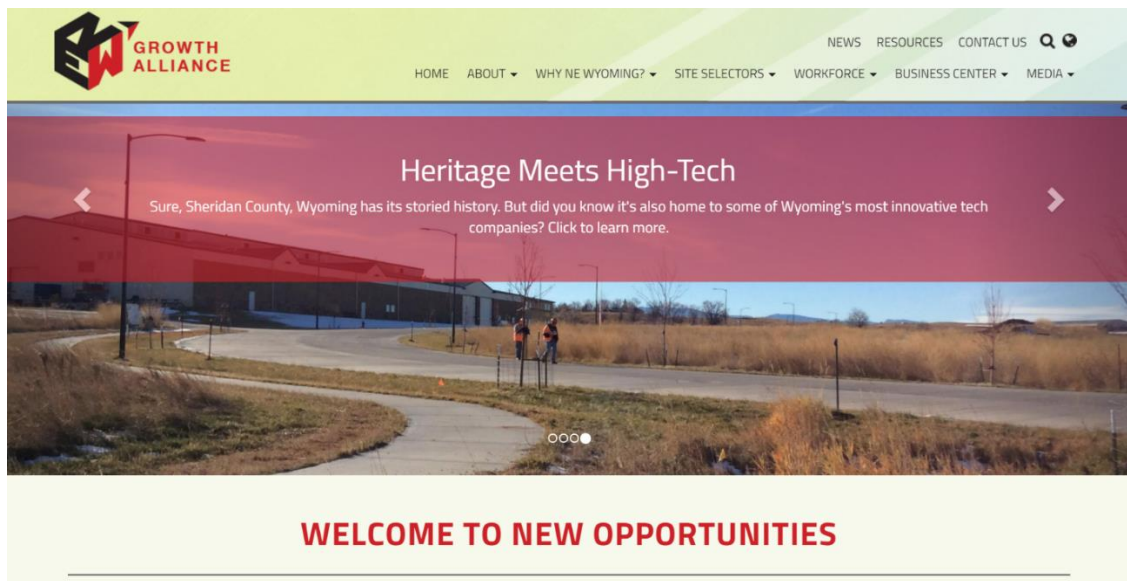 NEW
GROWTH
ALLIANCE
NEWS RESOURCES CONTACT US
HOME ABOUT WHY NE WYOMING? SITE SELECTORS WORKFORCE BUSINESS CENTER MEDIA
Heritage Meets High-Tech
Sure, Sheridan County, Wyoming has its storied history. But did you know it's also home to some of Wyoming's most innovative tech
companies? Click to learn more.
WELCOME TO NEW OPPORTUNITIES